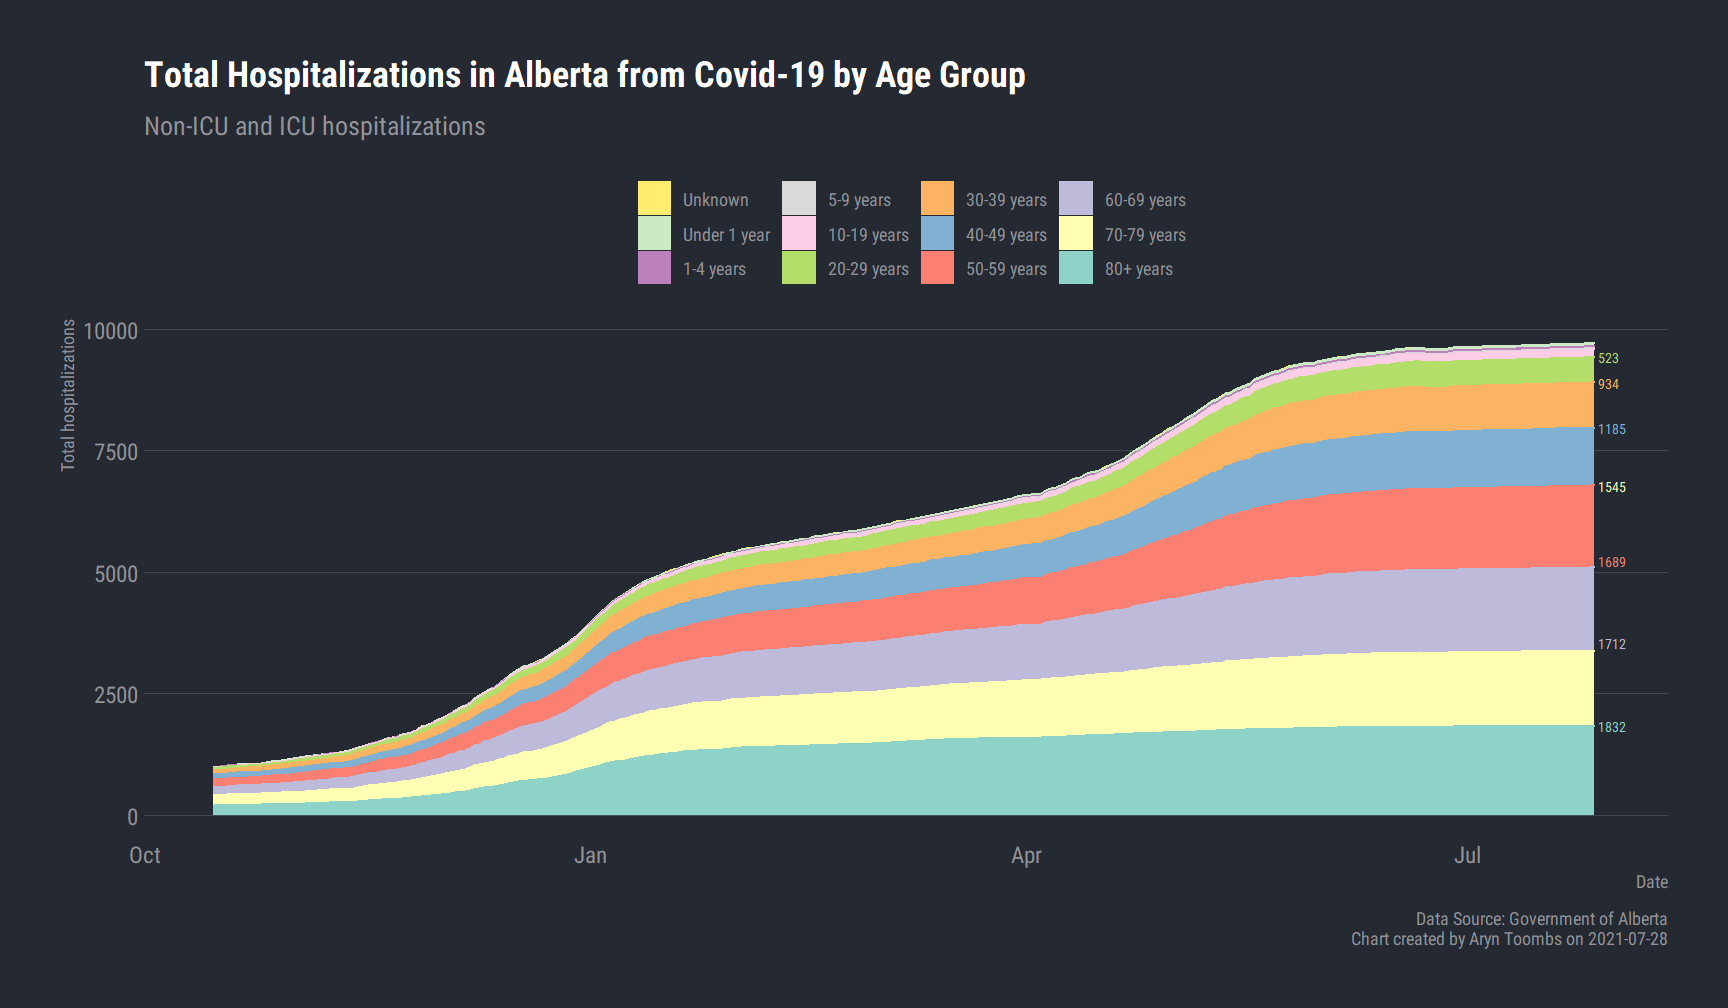 Total Hospitalizations in Alberta from Covid-19 by Age Group
Non-ICU and ICU hospitalizations
Unknown
5-9 years
30-39 years
60-69 years
Under 1 year
10-19 years
40-49 years
70-79 years
1-4 years
20-29 years
50-59 years
80+ years
Total hospitalizations
10000
7500
5000
2500
0
523
934
1185
1545
1689
1712
1832
Oct
Jan
Apr
Jul
Date
Data Source: Government of Alberta
Chart created by Aryn Toombs on 2021-07-28